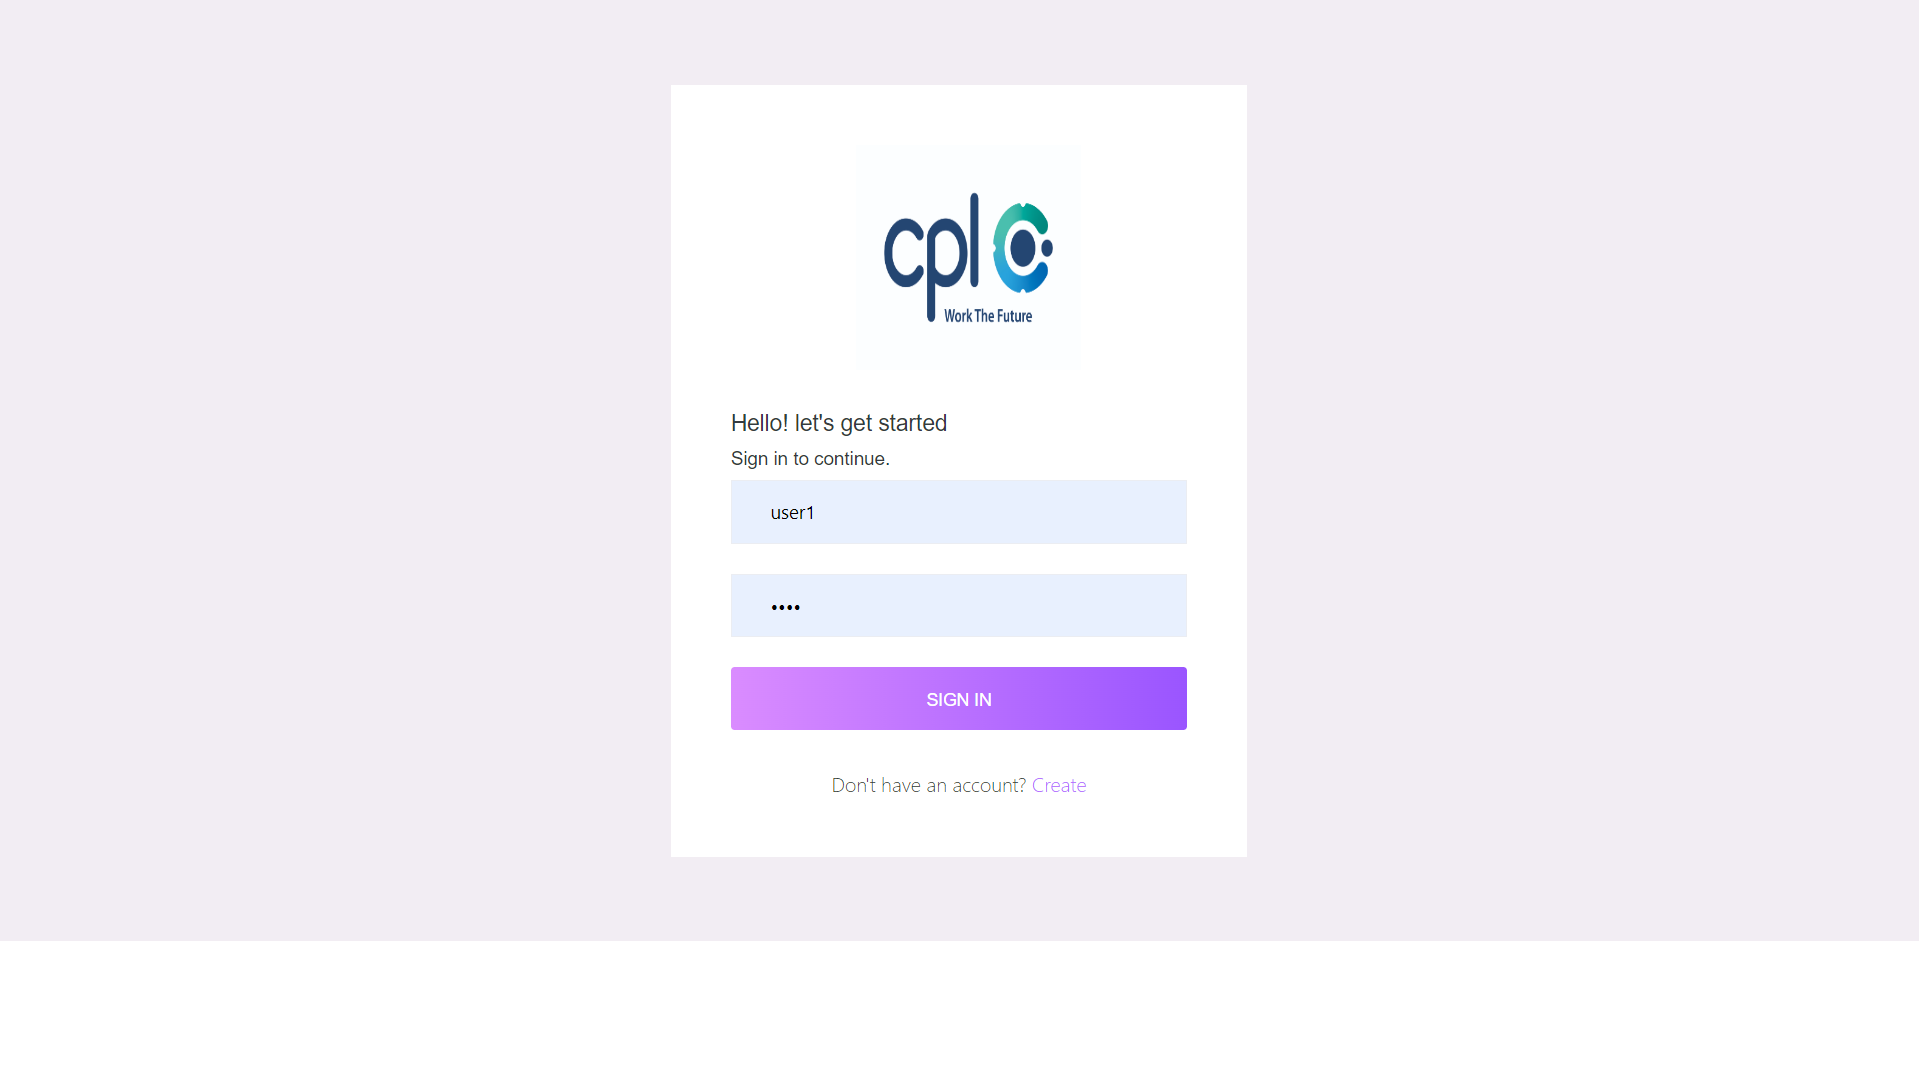 cpl
Work The Future
Hello! let's get started
Sign in to continue.
user1
••••
SIGN IN
Don't have an account? Create